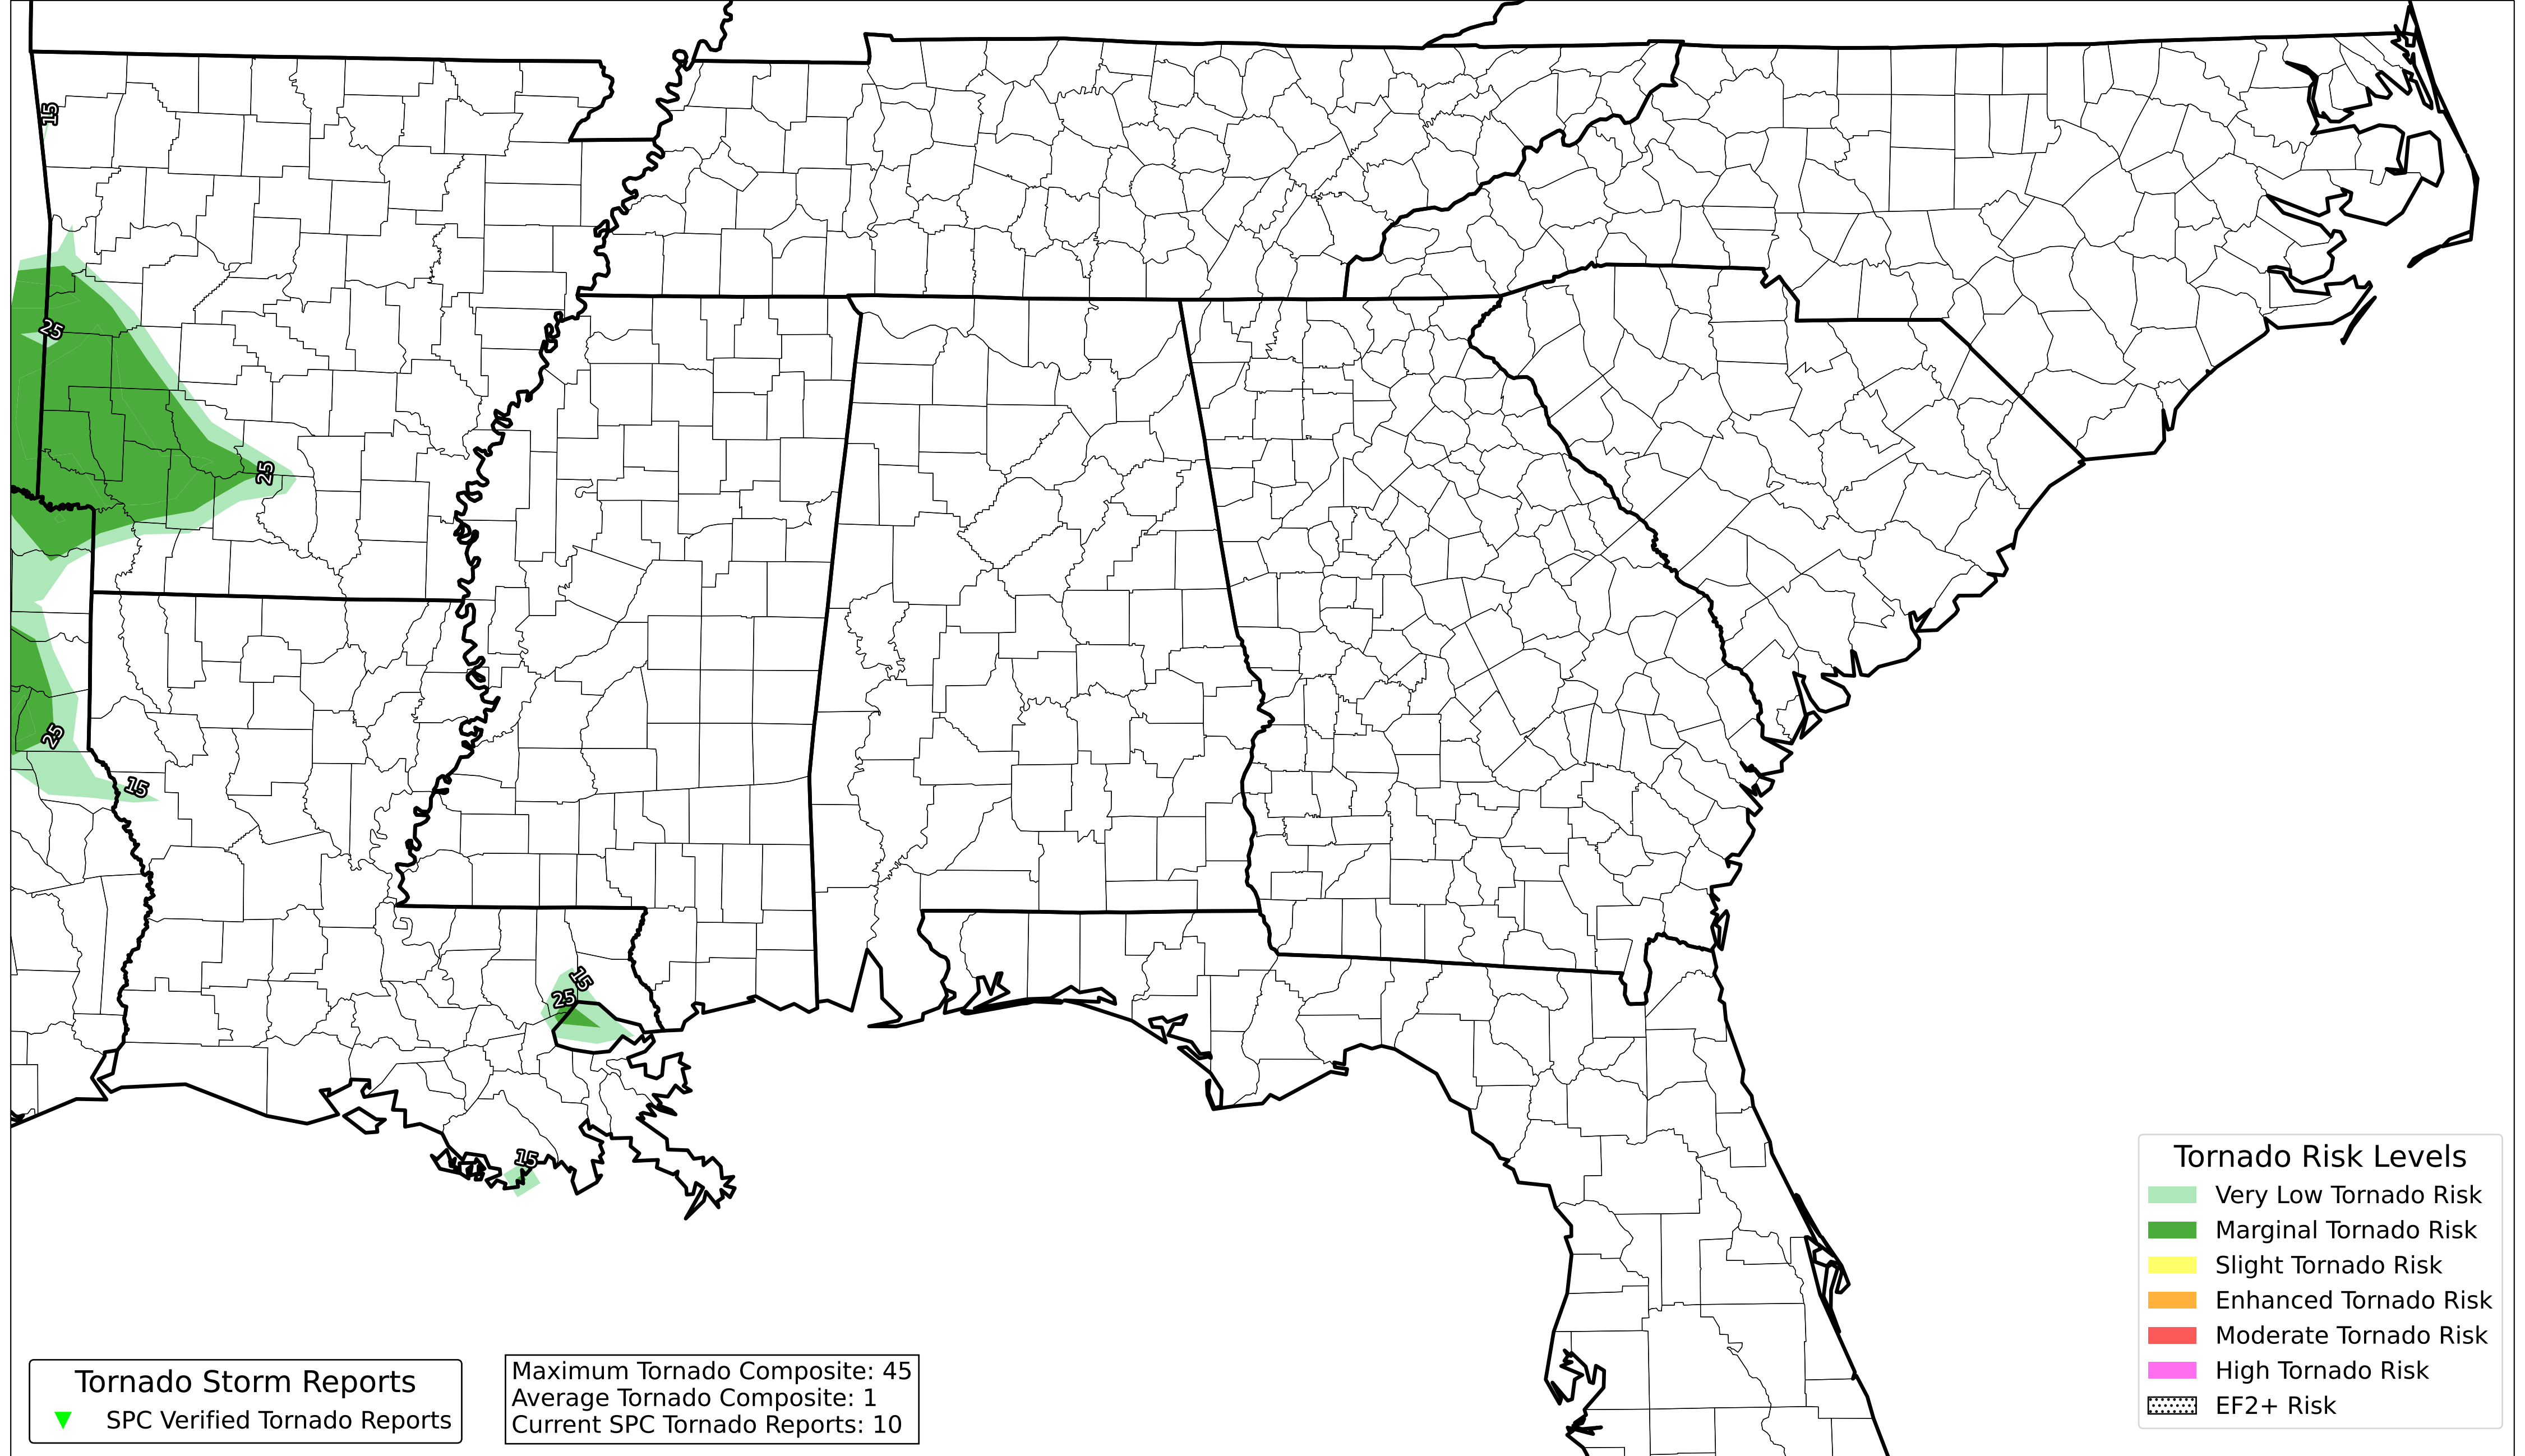 15
25
25
25
15
15
25
15
Tornado Risk Levels
Very Low Tornado Risk
Marginal Tornado Risk
Slight Tornado Risk
Enhanced Tornado Risk
Moderate Tornado Risk
High Tornado Risk
EF2+ Risk
Tornado Storm Reports
SPC Verified Tornado Reports
Maximum Tornado Composite: 45
Average Tornado Composite: 1
Current SPC Tornado Reports: 10